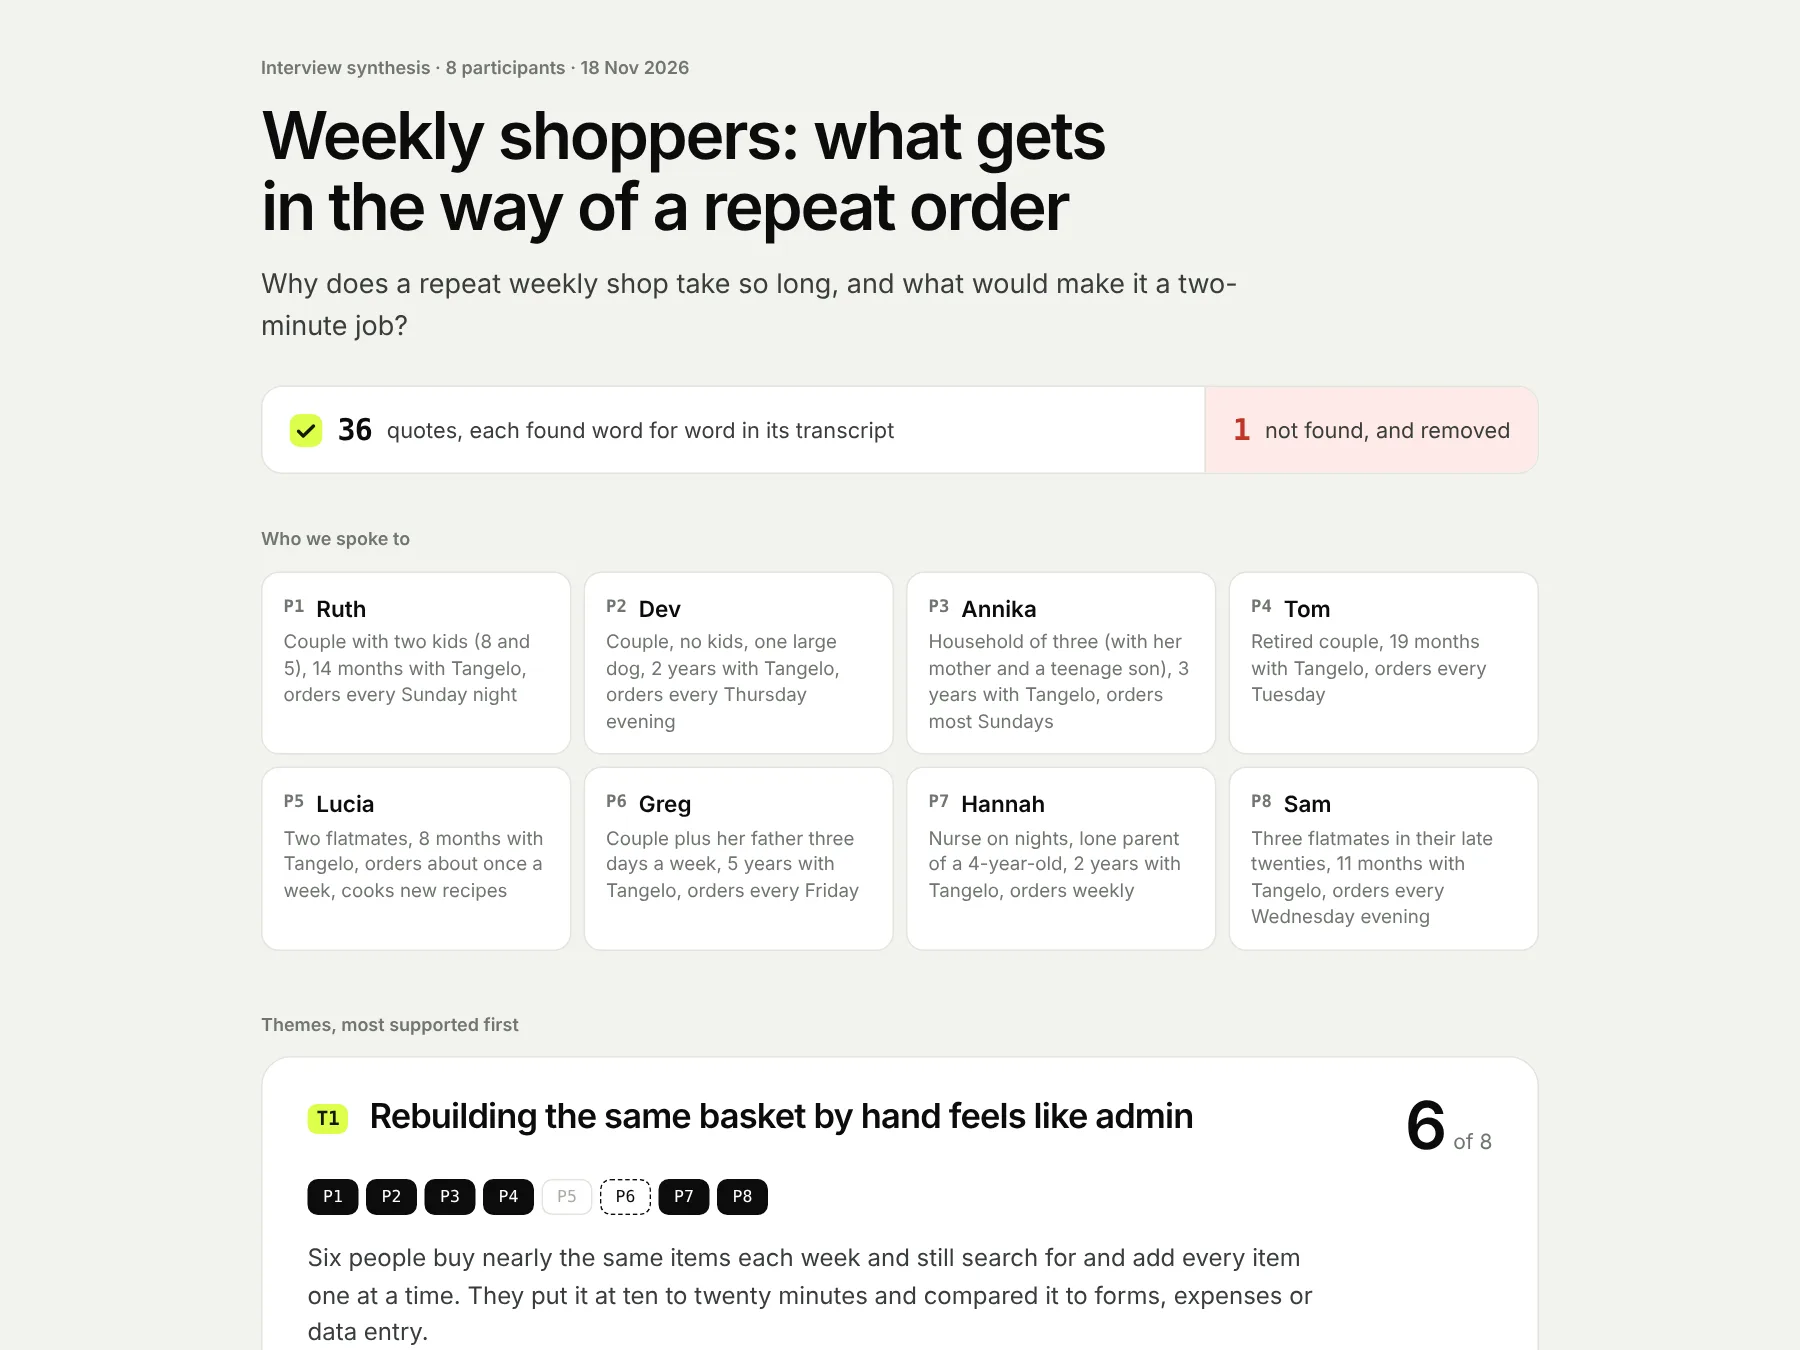 Interview synthesis · 8 participants · 18 Nov 2026
Weekly shoppers: what gets
in the way of a repeat order
Why does a repeat weekly shop take so long, and what would make it a two-
minute job?
36 quotes, each found word for word in its transcript
1 not found, and removed
Who we spoke to
P1 Ruth
Couple with two kids (8 and
5), 14 months with Tangelo,
orders every Sunday night
P2 Dev
Couple, no kids, one large
dog, 2 years with Tangelo,
orders every Thursday
evening
P3 Annika
Household of three (with her
mother and a teenage son), 3
years with Tangelo, orders
most Sundays
P4 Tom
Retired couple, 19 months
with Tangelo, orders every
Tuesday
P5 Lucia
Two flatmates, 8 months with
Tangelo, orders about once a
week, cooks new recipes
P6 Greg
Couple plus her father three
days a week, 5 years with
Tangelo, orders every Friday
P7 Hannah
Nurse on nights, lone parent
of a 4-year-old, 2 years with
Tangelo, orders weekly
P8 Sam
Three flatmates in their late
twenties, 11 months with
Tangelo, orders every
Wednesday evening
Themes, most supported first
T1 Rebuilding the same basket by hand feels like admin
6 of 8
P1 P2 P3 P4 P5 P6 P7 P8
Six people buy nearly the same items each week and still search for and add every item
one at a time. They put it at ten to twenty minutes and compared it to forms, expenses or
data entry.